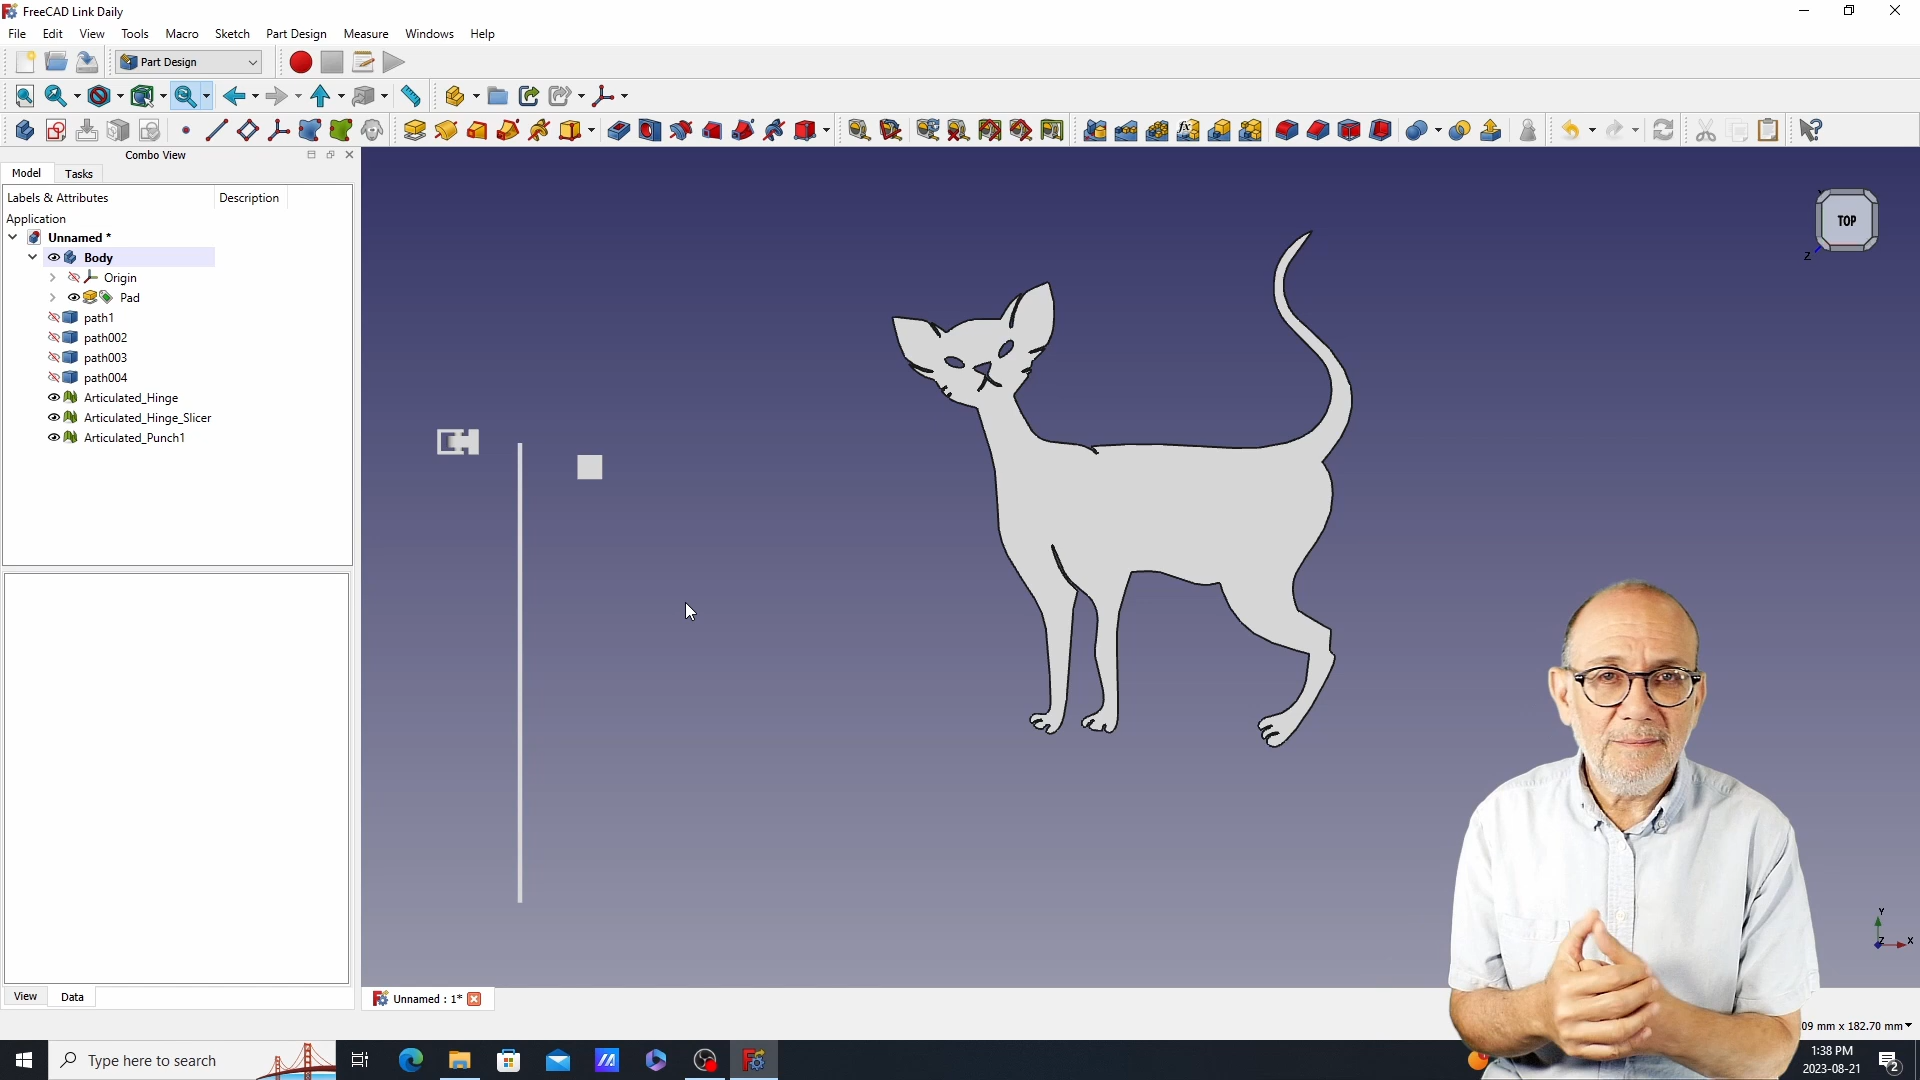 FreeCAD Link Daily
File Edit View Tools Macro Sketch Part Design Measure Windows Help
Part Design
Combo View
Model Tasks
Labels & Attributes Description
Application
Unnamed *
Body
Origin
Pad
path1
path002
path003
path004
Articulated_Hinge
Articulated_Hinge_Slicer
Articulated_Punch1
TOP
Z
Y
Z X
View Data
Unnamed : 1*
09 mm x 182.70 mm
Type here to search
1:38 PM
2023-08-21
2